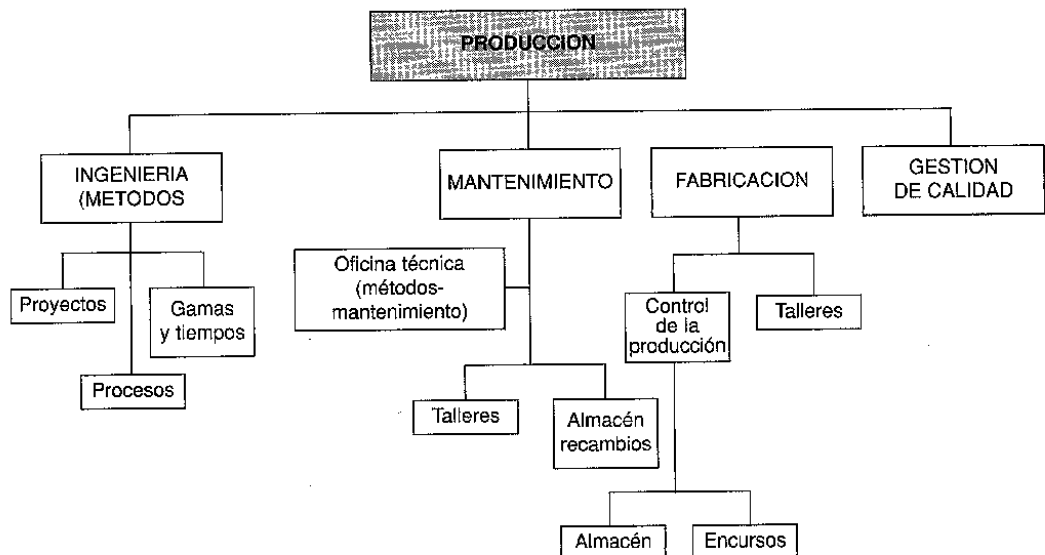 PRODUCCION
INGENIERIA
(METODOS
MANTENIMIENTO
FABRICACION
GESTION
DE CALIDAD
Oficina técnica
(métodos-
mantenimiento)
Proyectos
Gamas
y tiempos
Control
de la
producción
Talleres
Procesos
Talleres
Almacén
recambios
Almacén
Encursos